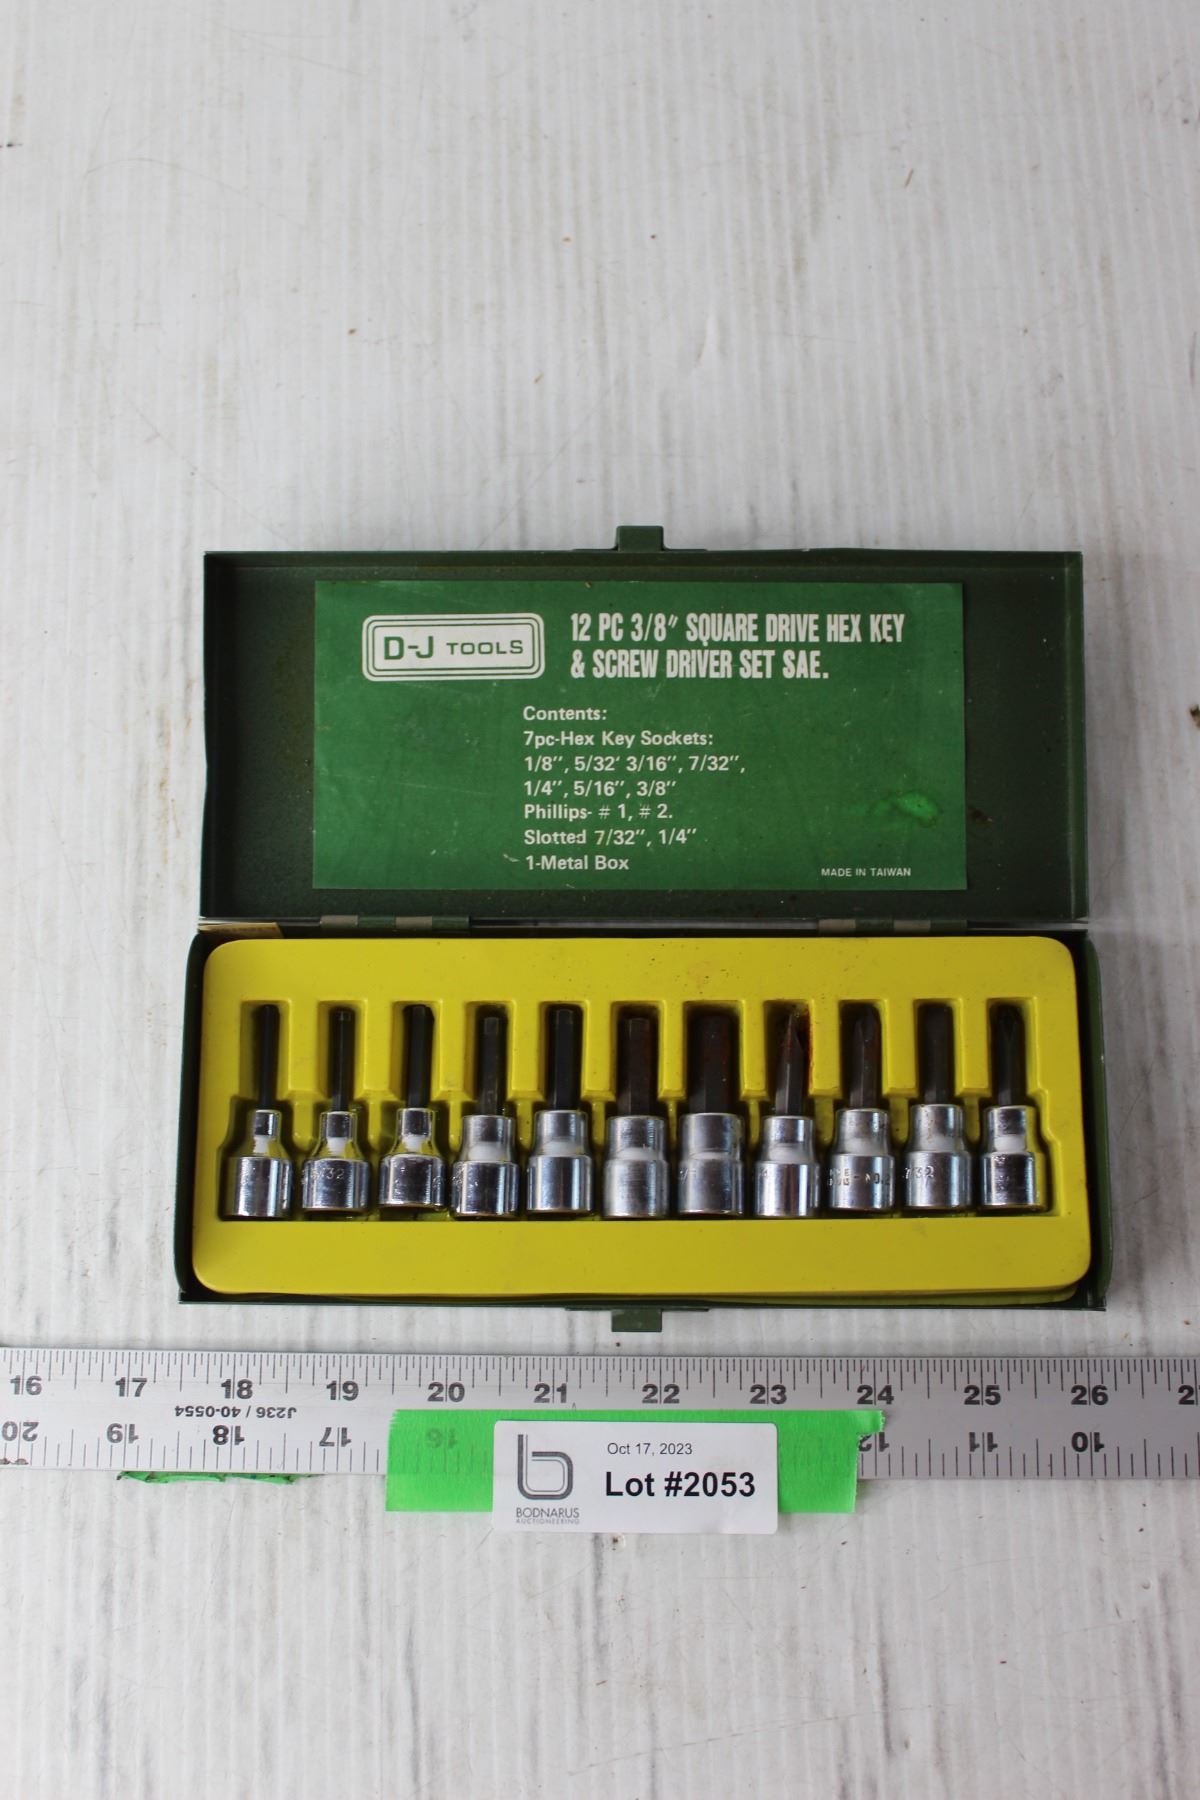 D-J TOOLS
12 PC 3/8" SQUARE DRIVE HEX KEY
& SCREW DRIVER SET SAE.
Contents:
7pc-Hex Key Sockets:
1/8", 5/32' 3/16", 7/32",
1/4", 5/16", 3/8"
Phillips- # 1, # 2.
Slotted 7/32", 1/4"
1-Metal Box
MADE IN TAIWAN
7/32
16 17 18 19 20 21 22 23 24 25 26
J236 / 40-0554
20 19 18 17 16 12 11 10
Oct 17, 2023
Lot #2053
BODNARUS
AUCTIONEERING